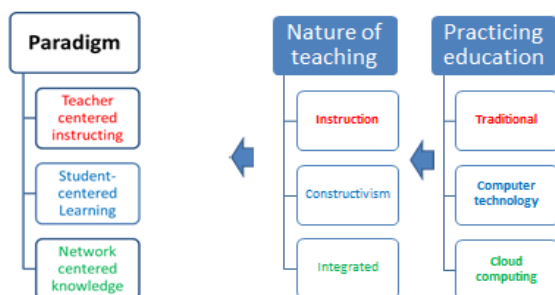 Paradigm
Teacher
centered
instructing
Student-
centered
Learning
Network
centered
knowledge
Nature of
teaching
Instruction
Constructivism
Integrated
Practicing
education
Traditional
Computer
technology
Cloud
computing